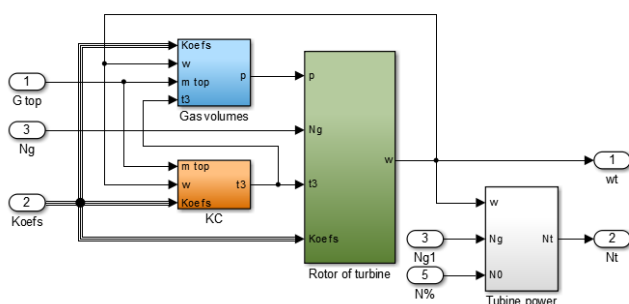 1
G top
3
Ng
2
Koefs
Koefs
w
m top
t3
p
Gas volumes
m top
w
Koefs
t3
KC
p
Ng
t3
Koefs
w
Rotor of turbine
1
wt
w
Ng
N0
Nt
Tubine power
3
Ng1
5
N%
2
Nt